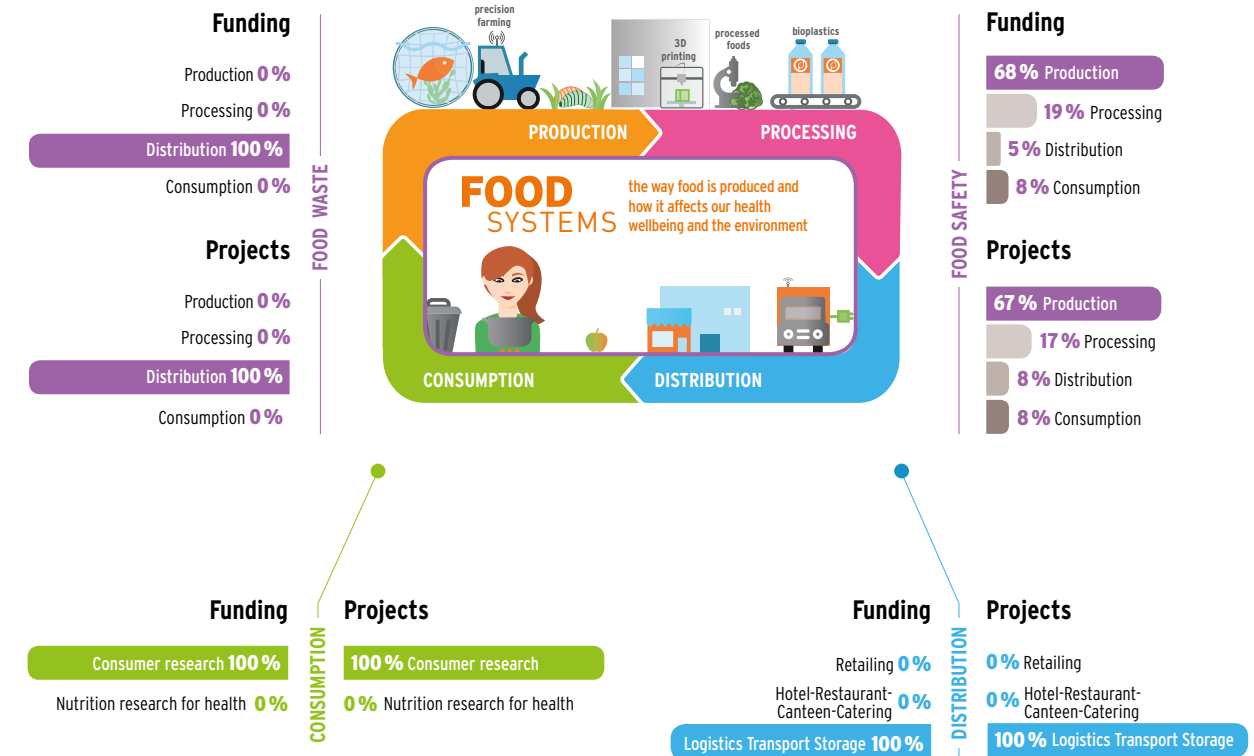 Funding
Production 0 %
Processing 0 %
Distribution 100 %
Consumption 0 %
Projects
Production 0 %
Processing 0 %
Distribution 100 %
Consumption 0 %
FOOD WASTE
precision
farming
3D
printing
processed
foods
bioplastics
PRODUCTION
PROCESSING
FOOD
SYSTEMS
the way food is produced and
how it affects our health
wellbeing and the environment
CONSUMPTION
DISTRIBUTION
FOOD SAFETY
Funding
68 % Production
19 % Processing
5 % Distribution
8 % Consumption
Projects
67 % Production
17 % Processing
8 % Distribution
8 % Consumption
Funding
Consumer research 100 %
Nutrition research for health 0 %
CONSUMPTION
Projects
100 % Consumer research
0 % Nutrition research for health
Funding
Retailing 0 %
Hotel-Restaurant-
Canteen-Catering 0 %
Logistics Transport Storage 100 %
DISTRIBUTION
Projects
0 % Retailing
0 % Hotel-Restaurant-
Canteen-Catering
100 % Logistics Transport Storage